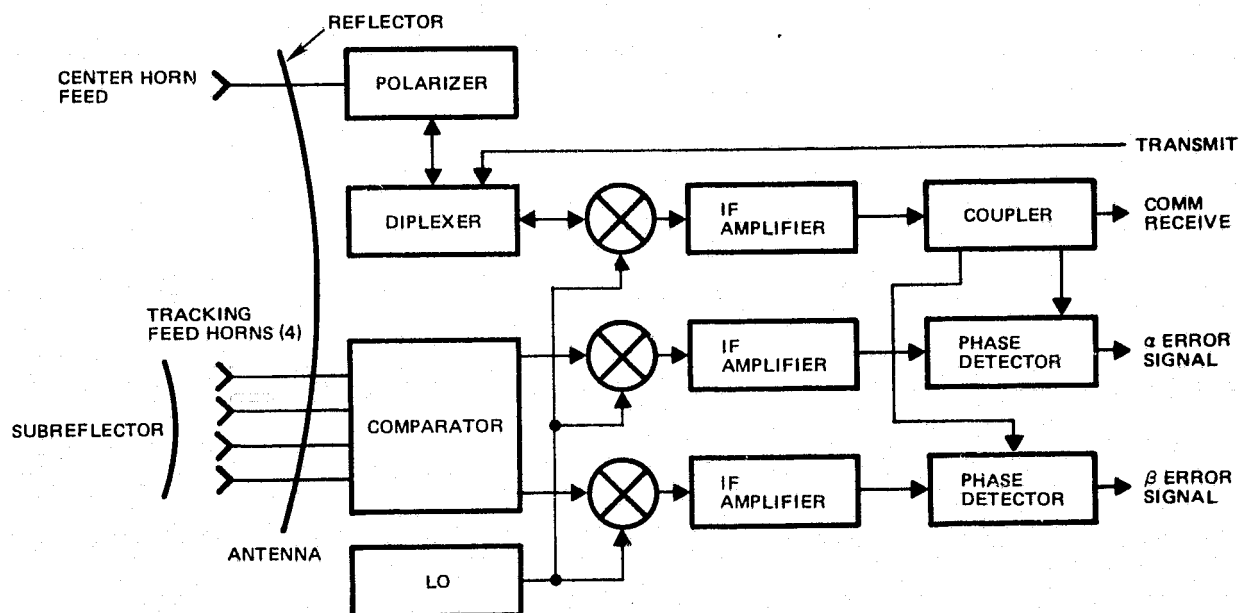 REFLECTOR
CENTER HORN
FEED
POLARIZER
TRANSMIT
DIPLEXER
IF
AMPLIFIER
COUPLER
COMM
RECEIVE
TRACKING
FEED HORNS (4)
IF
AMPLIFIER
PHASE
DETECTOR
α ERROR
SIGNAL
SUBREFLECTOR
COMPARATOR
IF
AMPLIFIER
PHASE
DETECTOR
β ERROR
SIGNAL
ANTENNA
LO